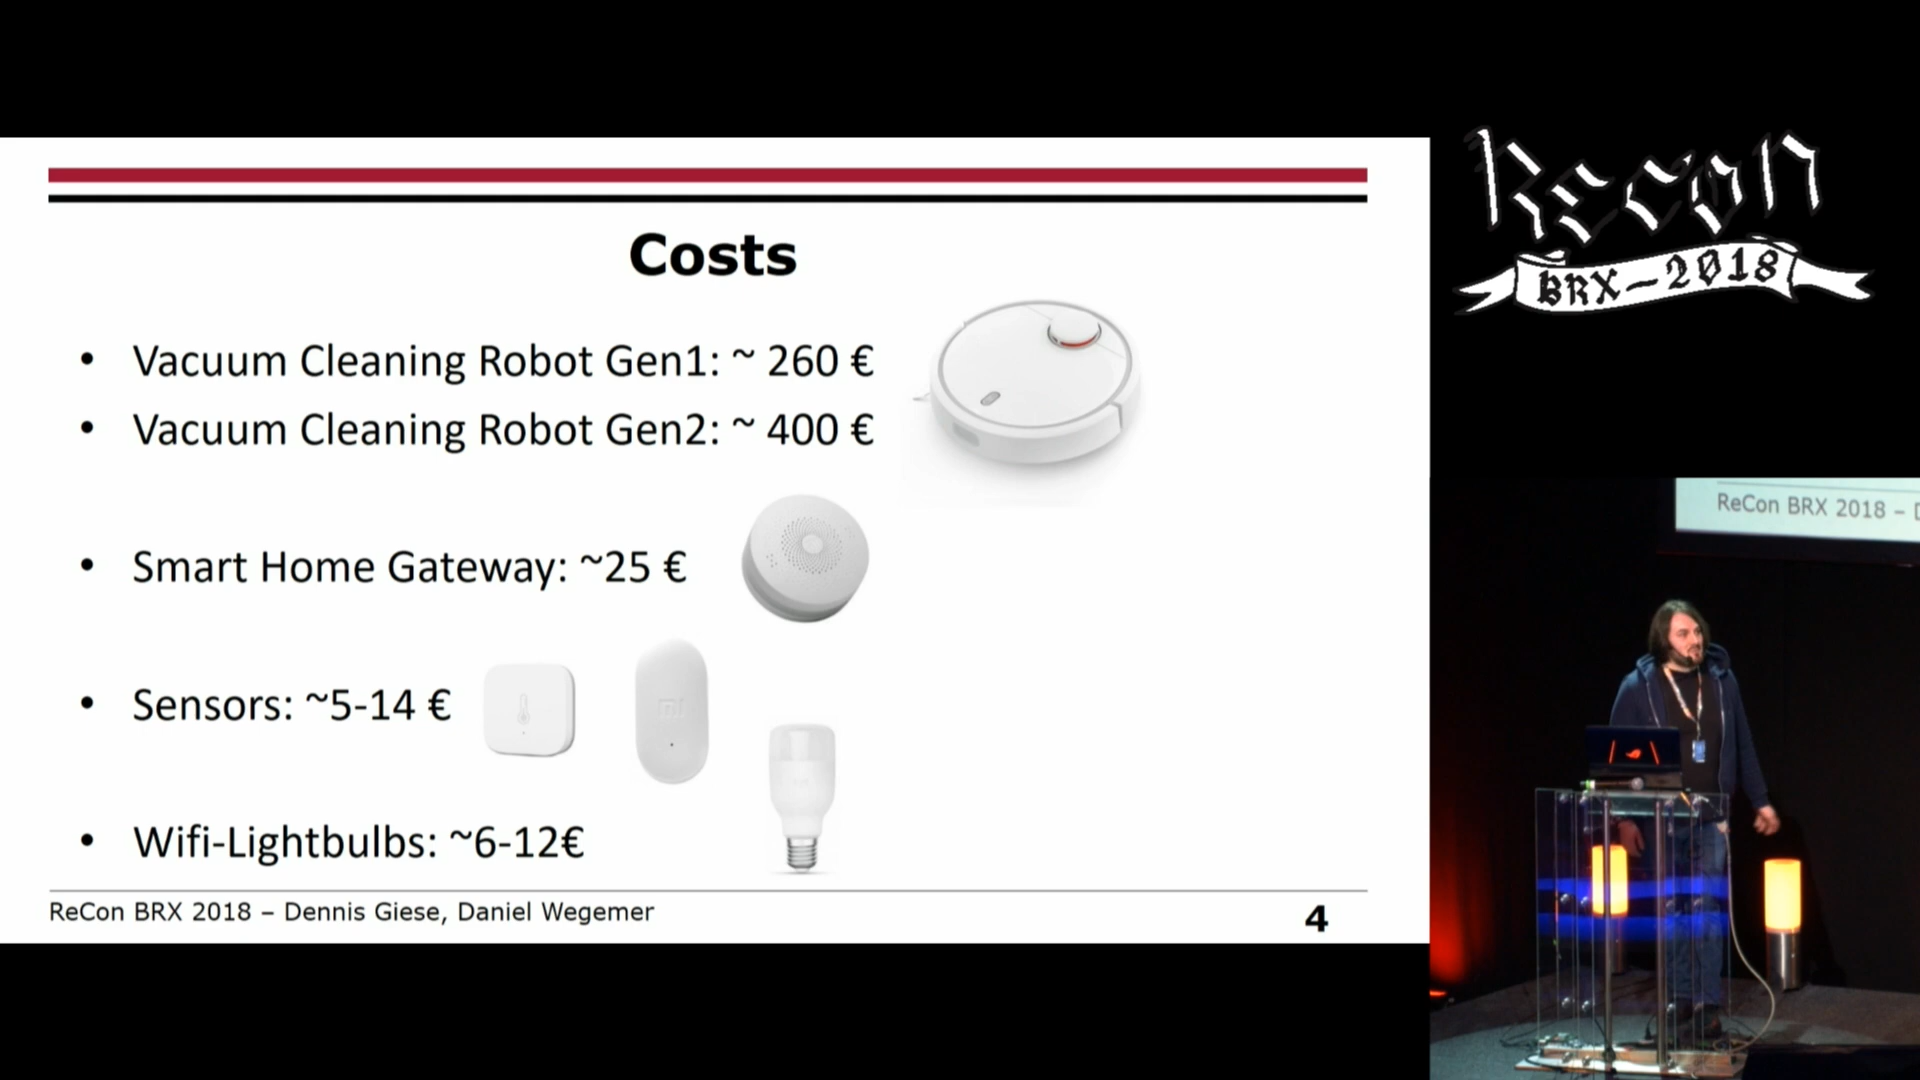 Costs
• Vacuum Cleaning Robot Gen1: ~ 260 €
• Vacuum Cleaning Robot Gen2: ~ 400 €
• Smart Home Gateway: ~25 €
• Sensors: ~5-14 €
• Wifi-Lightbulbs: ~6-12€
ReCon BRX 2018 – Dennis Giese, Daniel Wegemer
4
Recon
BRX-2018
ReCon BRX 2018 –
MI